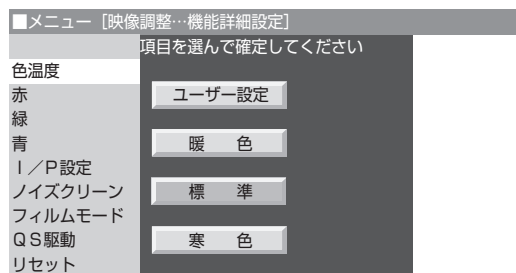 ■メニュー［映像調整…機能詳細設定］
項目を選んで確定してください
色温度
赤
緑
青
Ｉ／Ｐ設定
ノイズクリーン
フィルムモード
ＱＳ駆動
リセット
ユーザー設定
暖　色
標　準
寒　色